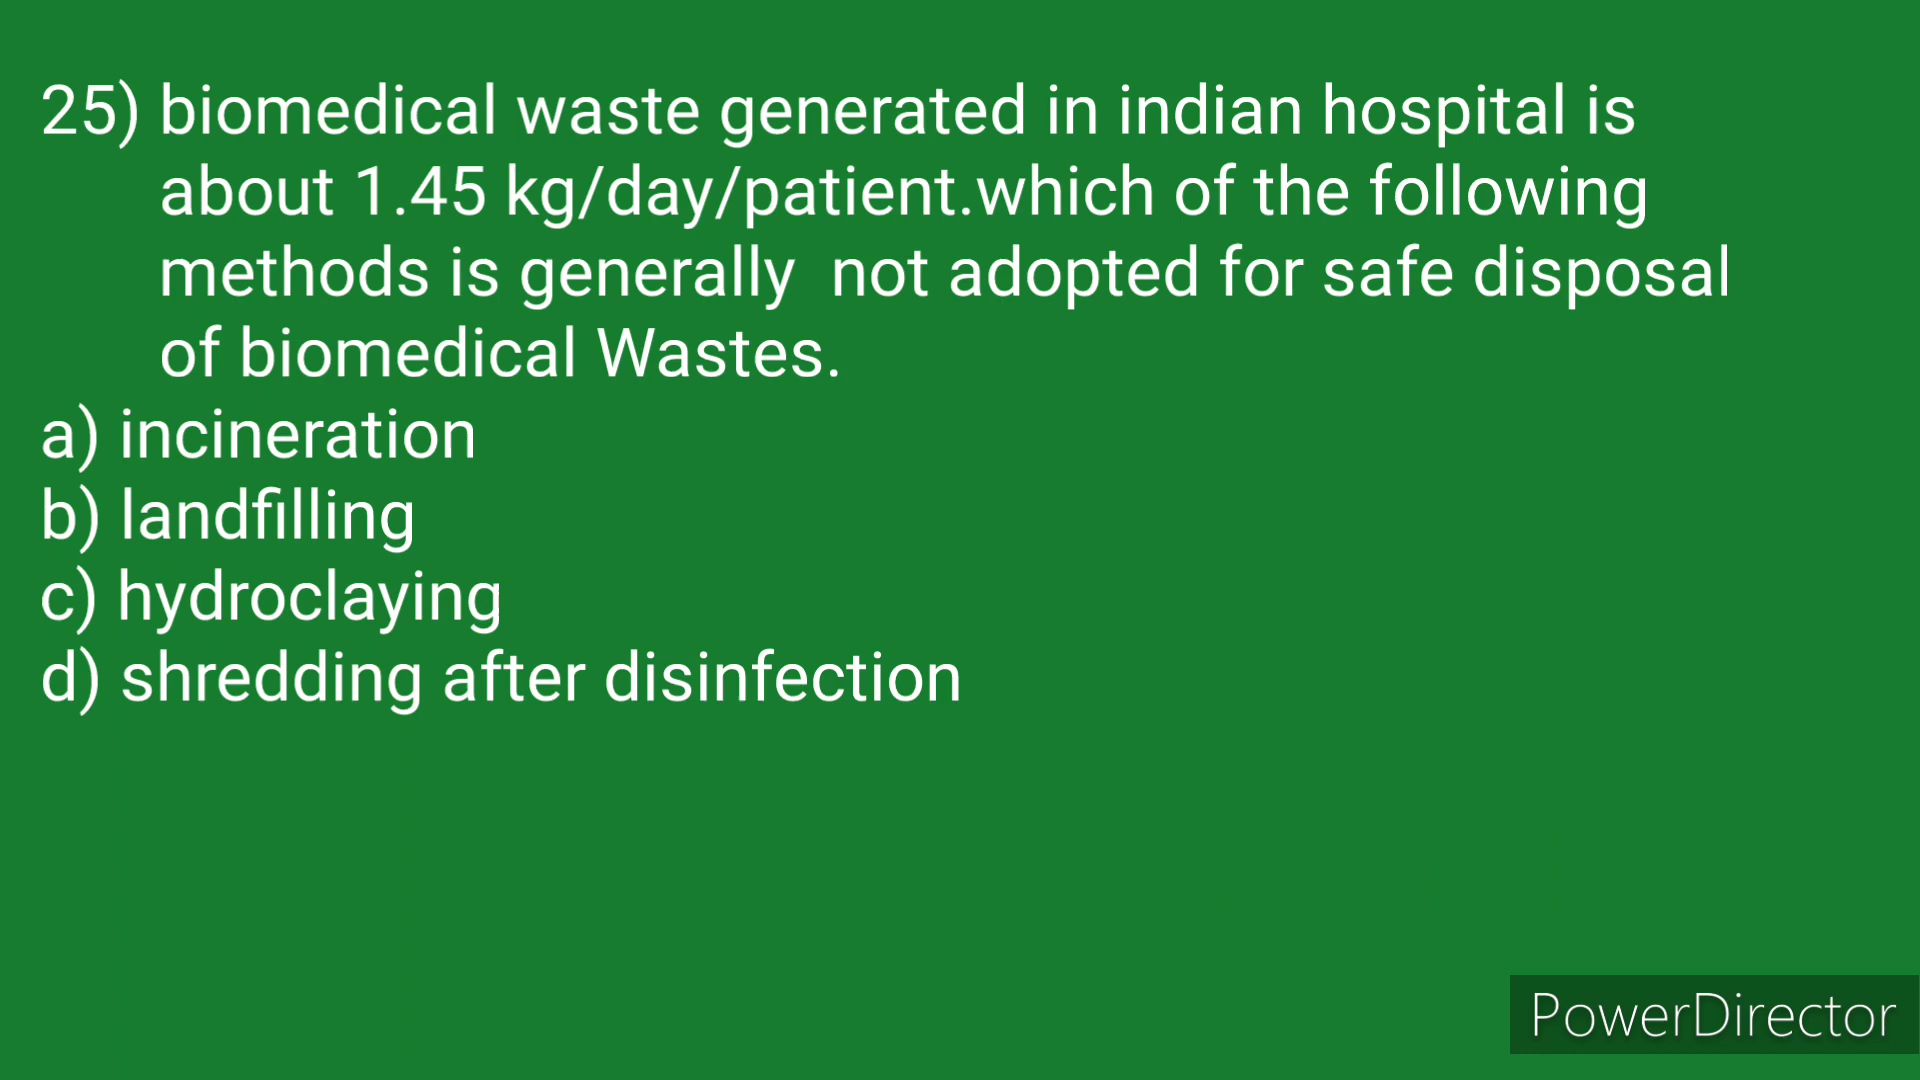 25) biomedical waste generated in indian hospital is
about 1.45 kg/day/patient.which of the following
methods is generally  not adopted for safe disposal
of biomedical Wastes.
a) incineration
b) landfilling
c) hydroclaying
d) shredding after disinfection
PowerDirector